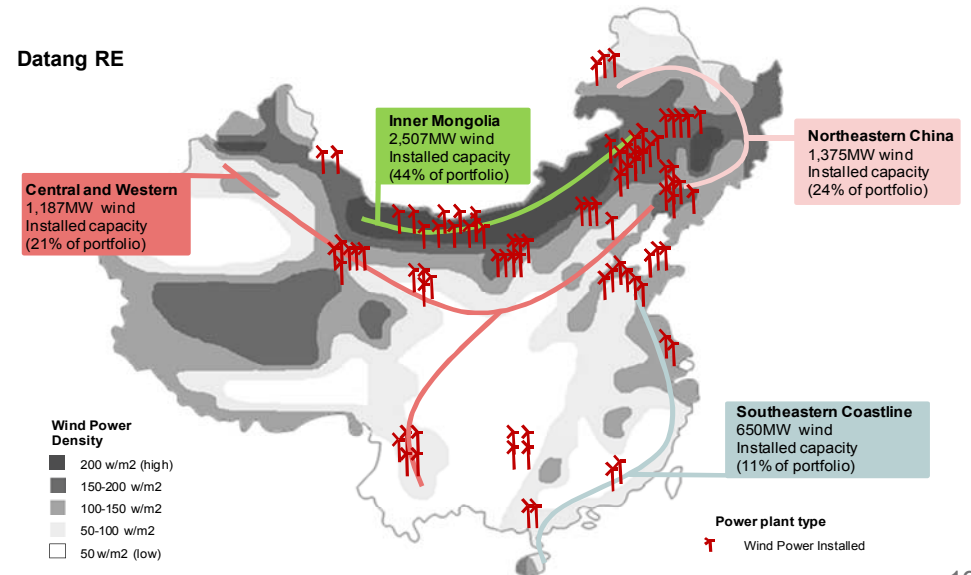 Datang RE
Inner Mongolia
2,507MW wind
Installed capacity
(44% of portfolio)
Northeastern China
1,375MW wind
Installed capacity
(24% of portfolio)
Central and Western
1,187MW wind
Installed capacity
(21% of portfolio)
Southeastern Coastline
650MW wind
Installed capacity
(11% of portfolio)
Wind Power
Density
200 w/m2 (high)
150-200 w/m2
100-150 w/m2
50-100 w/m2
50 w/m2 (low)
Power plant type
Wind Power Installed